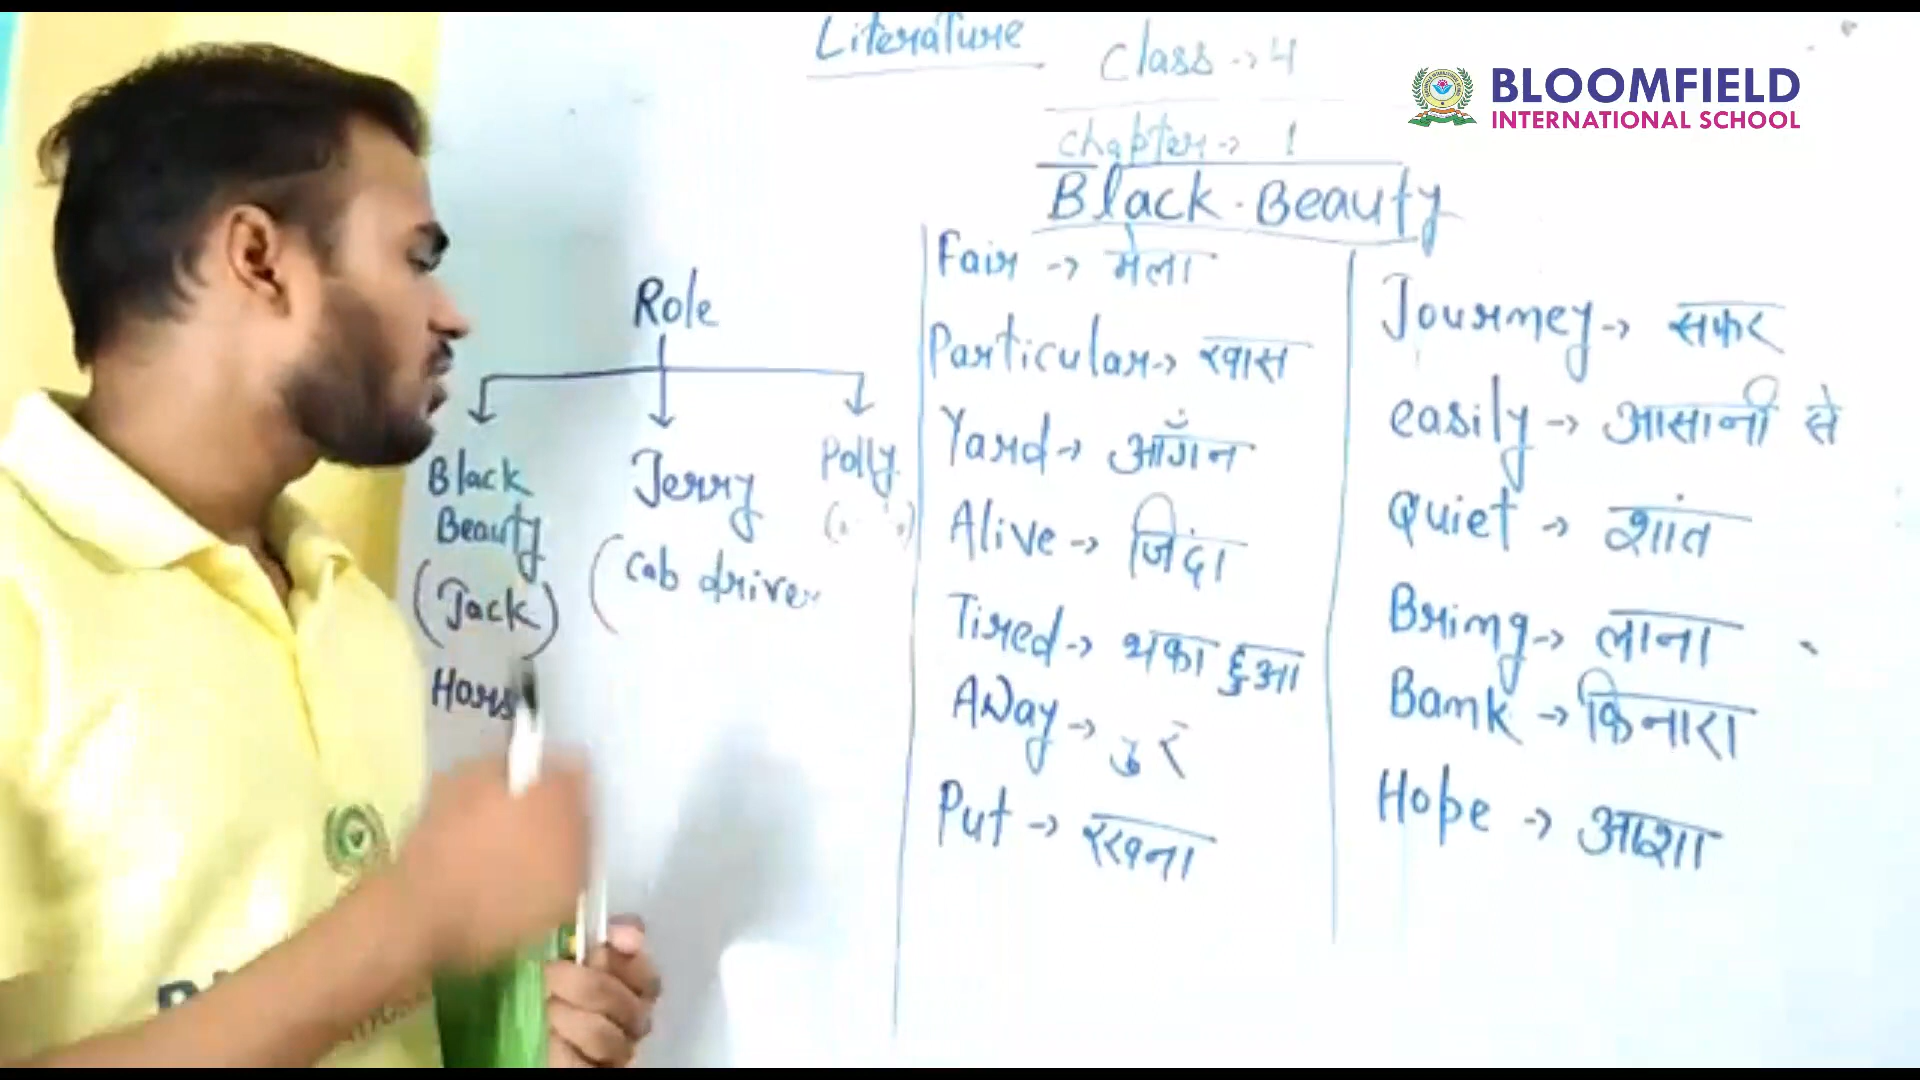 Literature
Class → 4
BLOOMFIELD
INTERNATIONAL SCHOOL
Chapter → 1
Black Beauty
Role
Black
Beauty
(Jack)
Hors
Jerry
(Cab driver
Polly
Fair → मेला
Particular → खास
Yard → आँगन
Alive → जिंदा
Tired → थका हुआ
Away → दुर
Put → रखना
Journey → सफर
easily → आसानी से
Quiet → शांत
Bring → लाना
Bank → किनारा
Hope → आशा